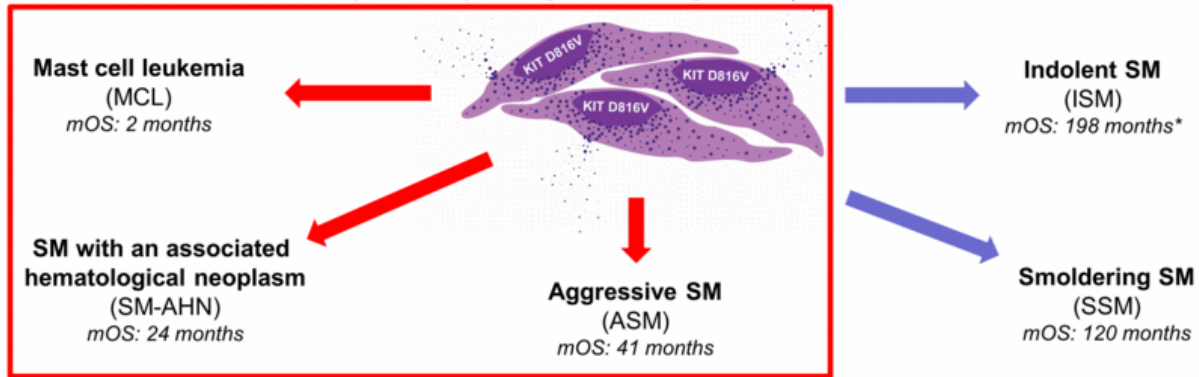 Mast cell leukemia
(MCL)
mOS: 2 months
KIT D816V
KIT D816V
KIT D816V
Indolent SM
(ISM)
mOS: 198 months*
SM with an associated
hematological neoplasm
(SM-AHN)
mOS: 24 months
Aggressive SM
(ASM)
mOS: 41 months
Smoldering SM
(SSM)
mOS: 120 months